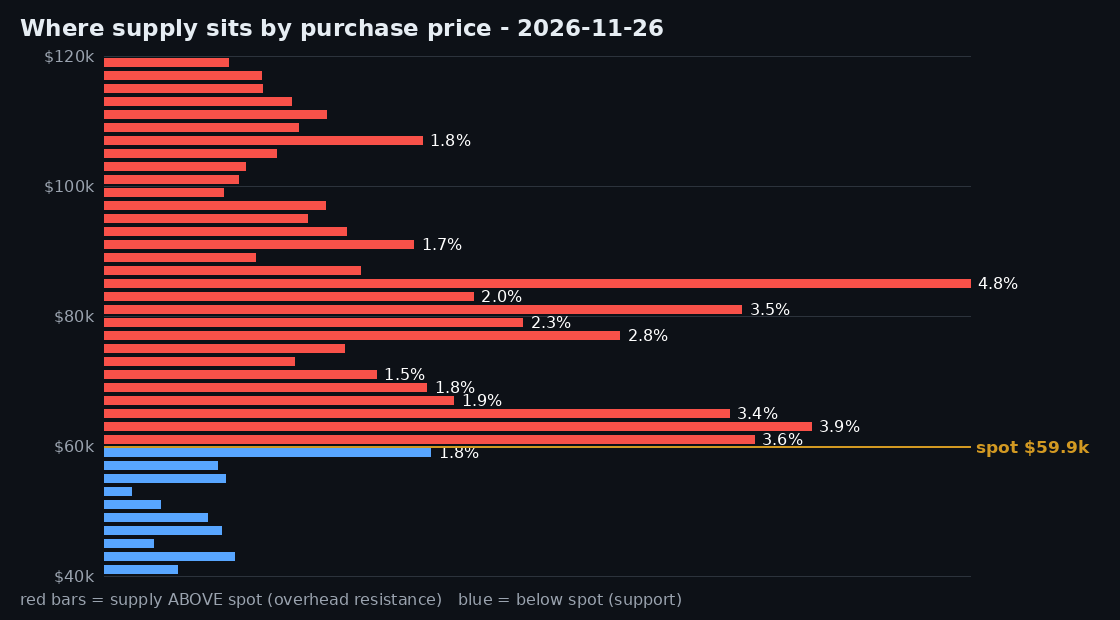 Where supply sits by purchase price - 2026-11-26
$120k
1.8%
$100k
1.7%
4.8%
2.0%
3.5%
$80k
2.3%
2.8%
1.5%
1.8%
1.9%
3.4%
3.9%
3.6%
$60k
spot $59.9k
1.8%
$40k
red bars = supply ABOVE spot (overhead resistance) blue = below spot (support)